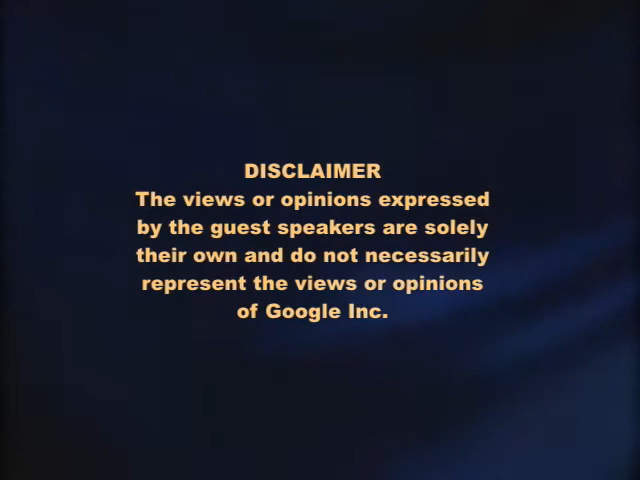 DISCLAIMER
The views or opinions expressed
by the guest speakers are solely
their own and do not necessarily
represent the views or opinions
of Google Inc.